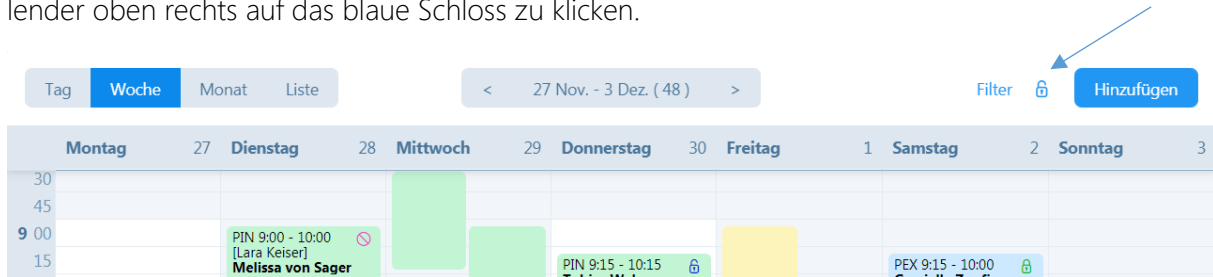 lender oben rechts auf das blaue Schloss zu klicken.
Tag Woche Monat Liste < 27 Nov. - 3 Dez. ( 48 ) > Filter Hinzufügen
Montag 27 Dienstag 28 Mittwoch 29 Donnerstag 30 Freitag 1 Samstag 2 Sonntag 3
30
45
9 00
PIN 9:00 - 10:00
[Lara Keiser]
Melissa von Sager
15
PIN 9:15 - 10:15
PEX 9:15 - 10:00